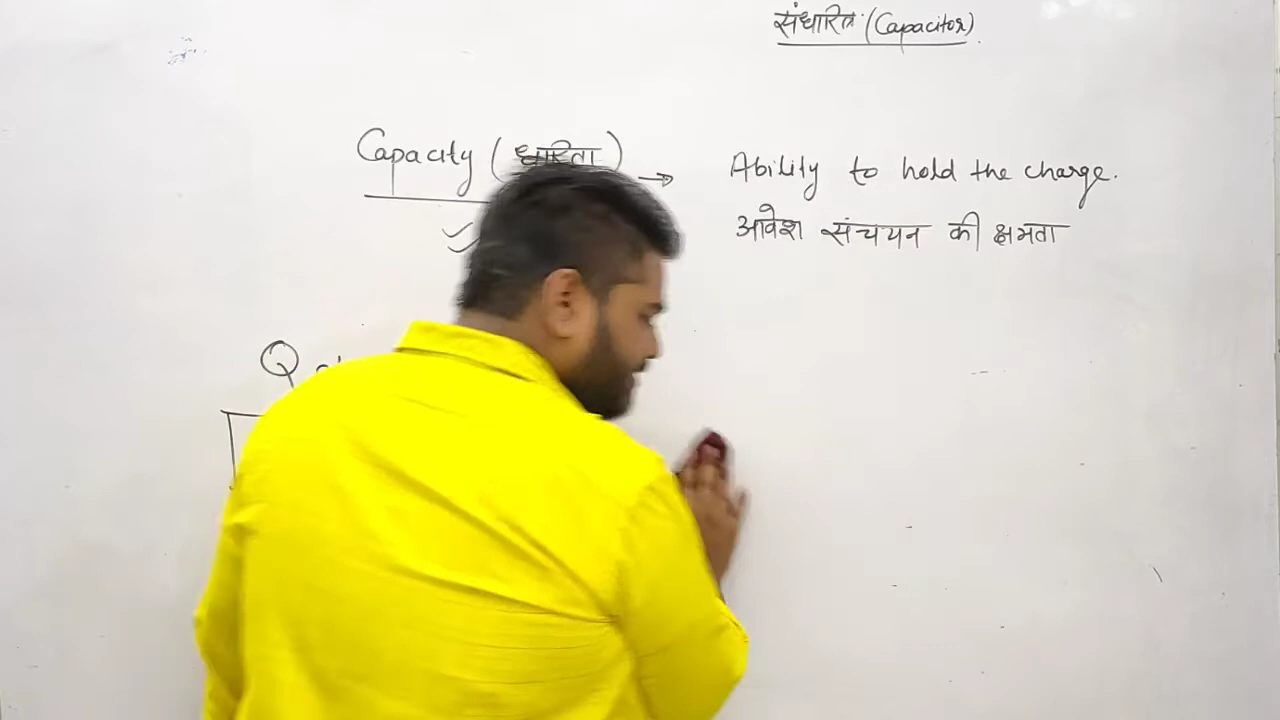 संधारित्र (Capacitor)
Capacity (धारिता) → Ability to hold the charge.
आवेश संचयन की क्षमता
Q